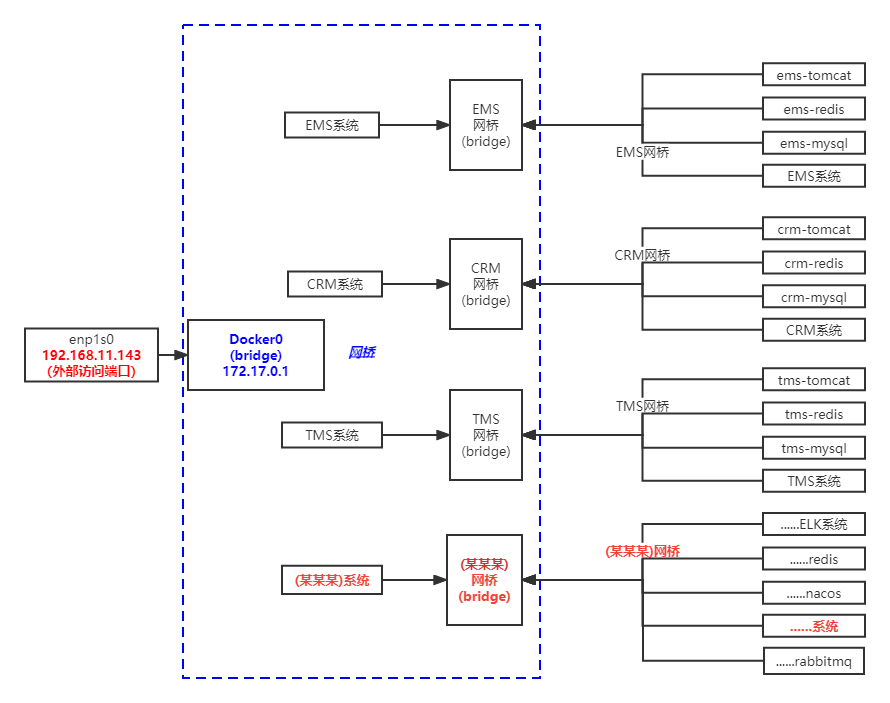 enp1s0
192.168.11.143
(外部访问端口)
Docker0
(bridge)
172.17.0.1
网桥
EMS系统
EMS
网桥
(bridge)
EMS网桥
ems-tomcat
ems-redis
ems-mysql
EMS系统
CRM系统
CRM
网桥
(bridge)
CRM网桥
crm-tomcat
crm-redis
crm-mysql
CRM系统
TMS系统
TMS
网桥
(bridge)
TMS网桥
tms-tomcat
tms-redis
tms-mysql
TMS系统
(某某某)系统
(某某某)
网桥
(bridge)
(某某某)网桥
......ELK系统
......redis
......nacos
......系统
......rabbitmq